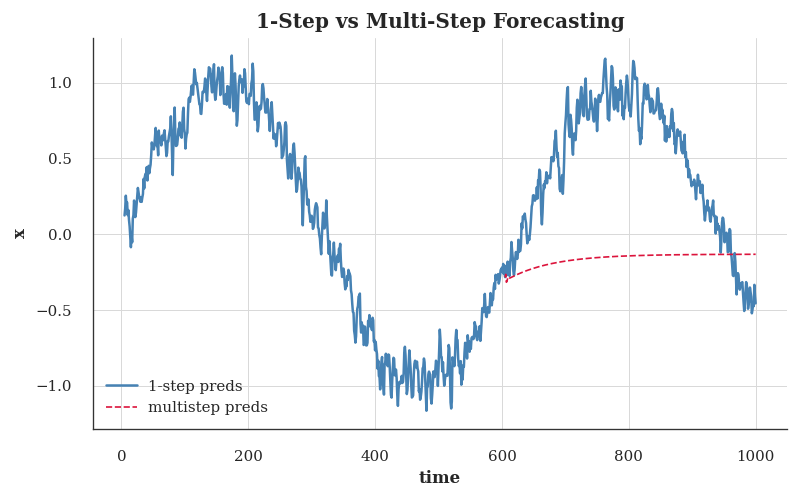 1-Step vs Multi-Step Forecasting
x
1.0
0.5
0.0
−0.5
−1.0
1-step preds
multistep preds
0 200 400 600 800 1000
time